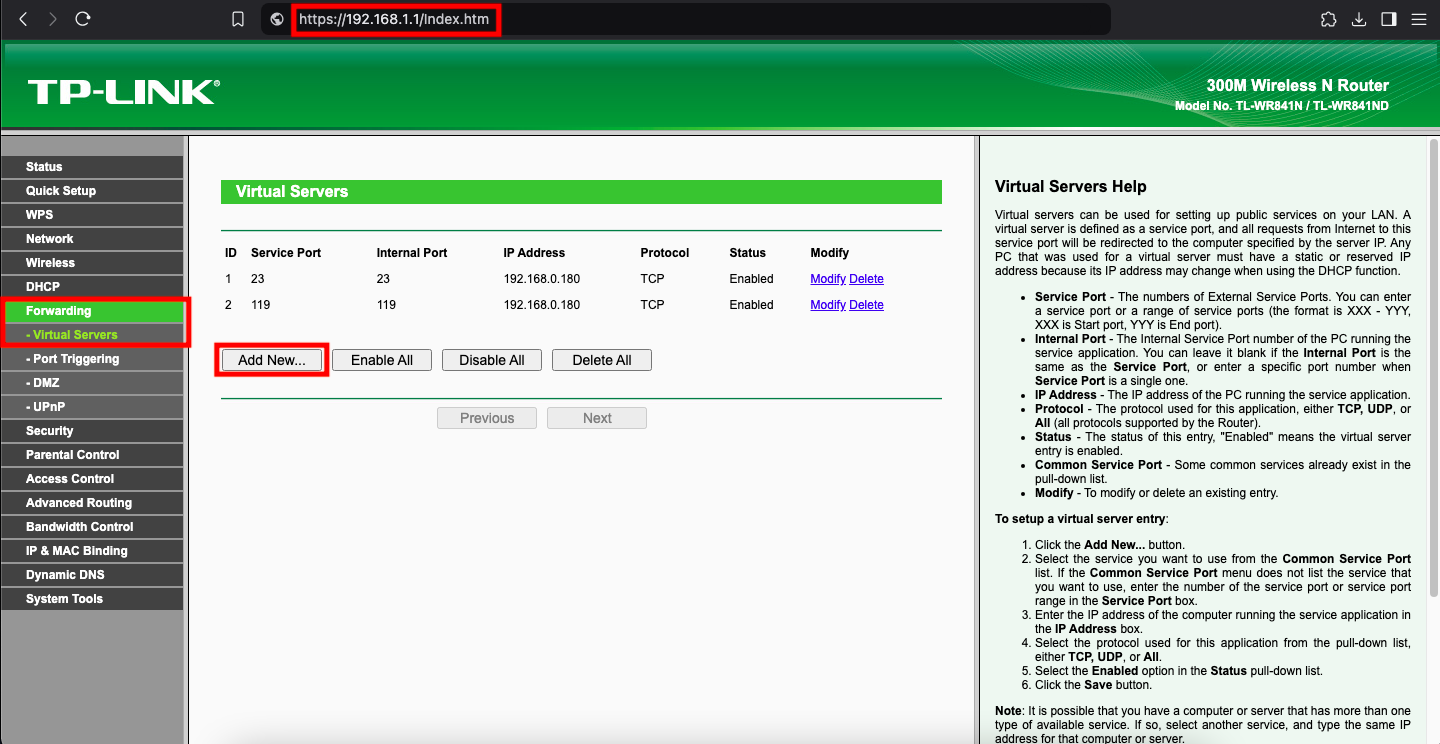 https://192.168.1.1/Index.htm
TP-LINK®
300M Wireless N Router
Model No. TL-WR841N / TL-WR841ND
Status
Quick Setup
WPS
Network
Wireless
DHCP
Forwarding
- Virtual Servers
- Port Triggering
- DMZ
- UPnP
Security
Parental Control
Access Control
Advanced Routing
Bandwidth Control
IP & MAC Binding
Dynamic DNS
System Tools
Virtual Servers
ID Service Port Internal Port IP Address Protocol Status Modify
1 23 23 192.168.0.180 TCP Enabled Modify Delete
2 119 119 192.168.0.180 TCP Enabled Modify Delete
Add New... Enable All Disable All Delete All
Previous Next
Virtual Servers Help
Virtual servers can be used for setting up public services on your LAN. A
virtual server is defined as a service port, and all requests from Internet to this
service port will be redirected to the computer specified by the server IP. Any
PC that was used for a virtual server must have a static or reserved IP
address because its IP address may change when using the DHCP function.
• Service Port - The numbers of External Service Ports. You can enter
a service port or a range of service ports (the format is XXX - YYY,
XXX is Start port, YYY is End port).
• Internal Port - The Internal Service Port number of the PC running the
service application. You can leave it blank if the Internal Port is the
same as the Service Port, or enter a specific port number when
Service Port is a single one.
• IP Address - The IP address of the PC running the service application.
• Protocol - The protocol used for this application, either TCP, UDP, or
All (all protocols supported by the Router).
• Status - The status of this entry, "Enabled" means the virtual server
entry is enabled.
• Common Service Port - Some common services already exist in the
pull-down list.
• Modify - To modify or delete an existing entry.
To setup a virtual server entry:
1. Click the Add New... button.
2. Select the service you want to use from the Common Service Port
list. If the Common Service Port menu does not list the service that
you want to use, enter the number of the service port or service port
range in the Service Port box.
3. Enter the IP address of the computer running the service application in
the IP Address box.
4. Select the protocol used for this application from the pull-down list,
either TCP, UDP, or All.
5. Select the Enabled option in the Status pull-down list.
6. Click the Save button.
Note: It is possible that you have a computer or server that has more than one
type of available service. If so, select another service, and type the same IP
address for that computer or server.